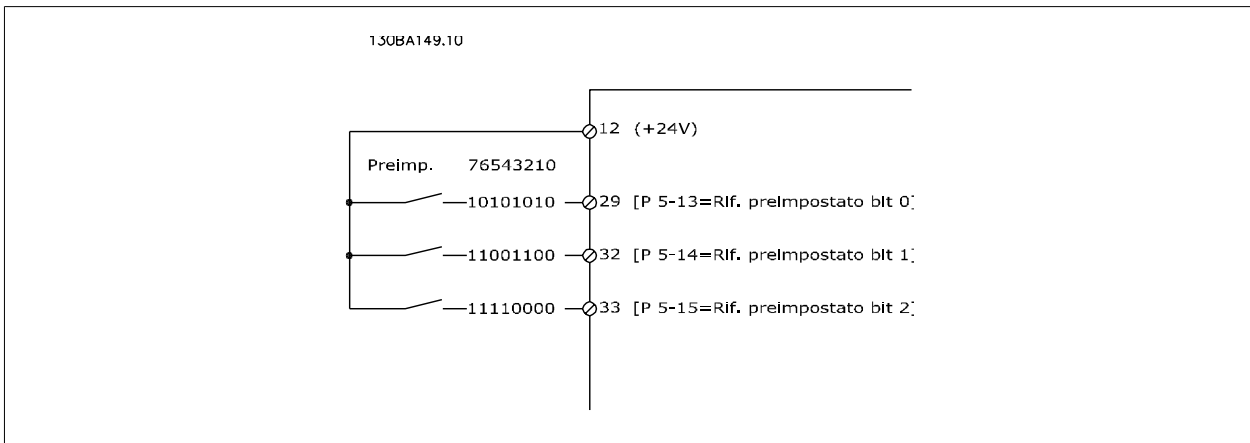 130BA149.10
12 (+24V)
Preimp. 76543210
10101010 29 [P 5-13=Rif. preimpostato bit 0]
11001100 32 [P 5-14=Rif. preimpostato bit 1]
11110000 33 [P 5-15=Rif. preimpostato bit 2]